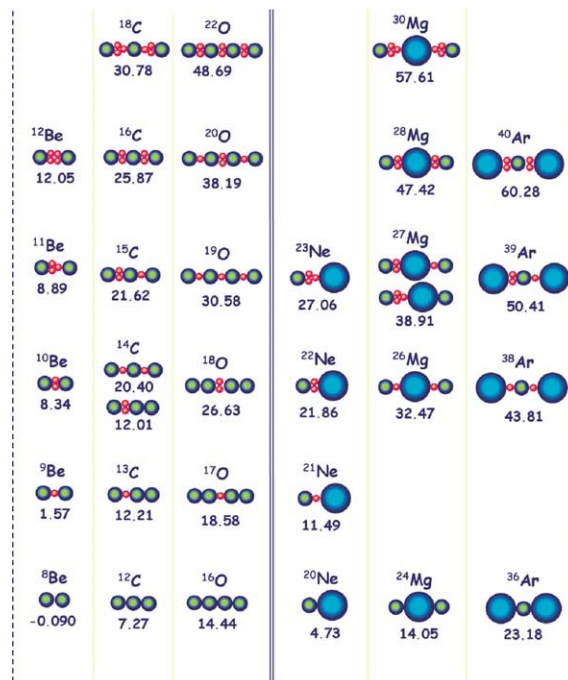 ¹⁸C ²²O ³⁰Mg
30.78 48.69 57.61
¹²Be ¹⁶C ²⁰O ²⁸Mg ⁴⁰Ar
12.05 25.87 38.19 47.42 60.28
¹¹Be ¹⁵C ¹⁹O ²³Ne ²⁷Mg ³⁹Ar
8.89 21.62 30.58 27.06 38.91 50.41
¹⁰Be ¹⁴C ¹⁸O ²²Ne ²⁶Mg ³⁸Ar
8.34 20.40 26.63 21.86 32.47 43.81
12.01
⁹Be ¹³C ¹⁷O ²¹Ne
1.57 12.21 18.58 11.49
⁸Be ¹²C ¹⁶O ²⁰Ne ²⁴Mg ³⁶Ar
-0.090 7.27 14.44 4.73 14.05 23.18